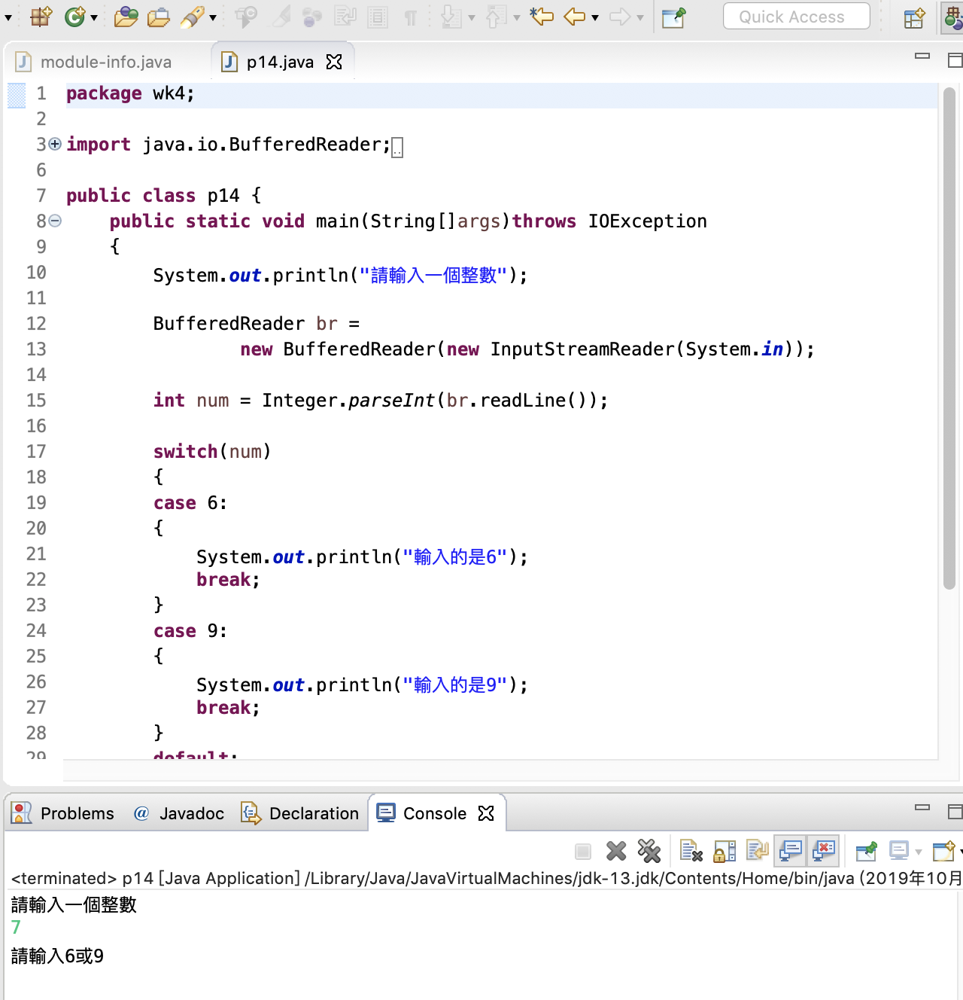 Quick Access
module-info.java
p14.java
1 package wk4;
2
3 import java.io.BufferedReader;
6
7 public class p14 {
8 public static void main(String[]args)throws IOException
9 {
10 System.out.println("請輸入一個整數");
11
12 BufferedReader br =
13 new BufferedReader(new InputStreamReader(System.in));
14
15 int num = Integer.parseInt(br.readLine());
16
17 switch(num)
18 {
19 case 6:
20 {
21 System.out.println("輸入的是6");
22 break;
23 }
24 case 9:
25 {
26 System.out.println("輸入的是9");
27 break;
28 }
29 default:
Problems @ Javadoc Declaration Console
<terminated> p14 [Java Application] /Library/Java/JavaVirtualMachines/jdk-13.jdk/Contents/Home/bin/java (2019年10月
請輸入一個整數
7
請輸入6或9